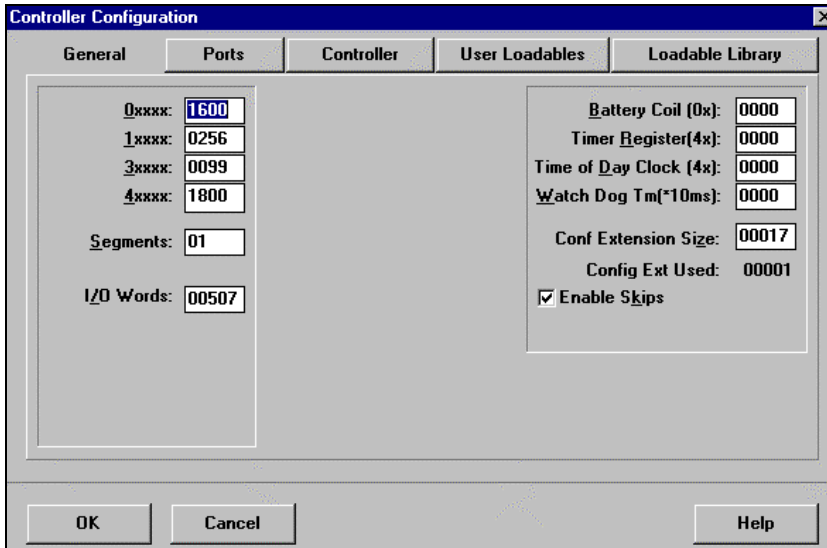 Controller Configuration
General Ports Controller User Loadables Loadable Library
0xxxx: 1600
1xxxx: 0256
3xxxx: 0099
4xxxx: 1800
Segments: 01
I/O Words: 00507
Battery Coil (0x): 0000
Timer Register(4x): 0000
Time of Day Clock (4x): 0000
Watch Dog Tm(*10ms): 0000
Conf Extension Size: 00017
Config Ext Used: 00001
Enable Skips
OK Cancel Help